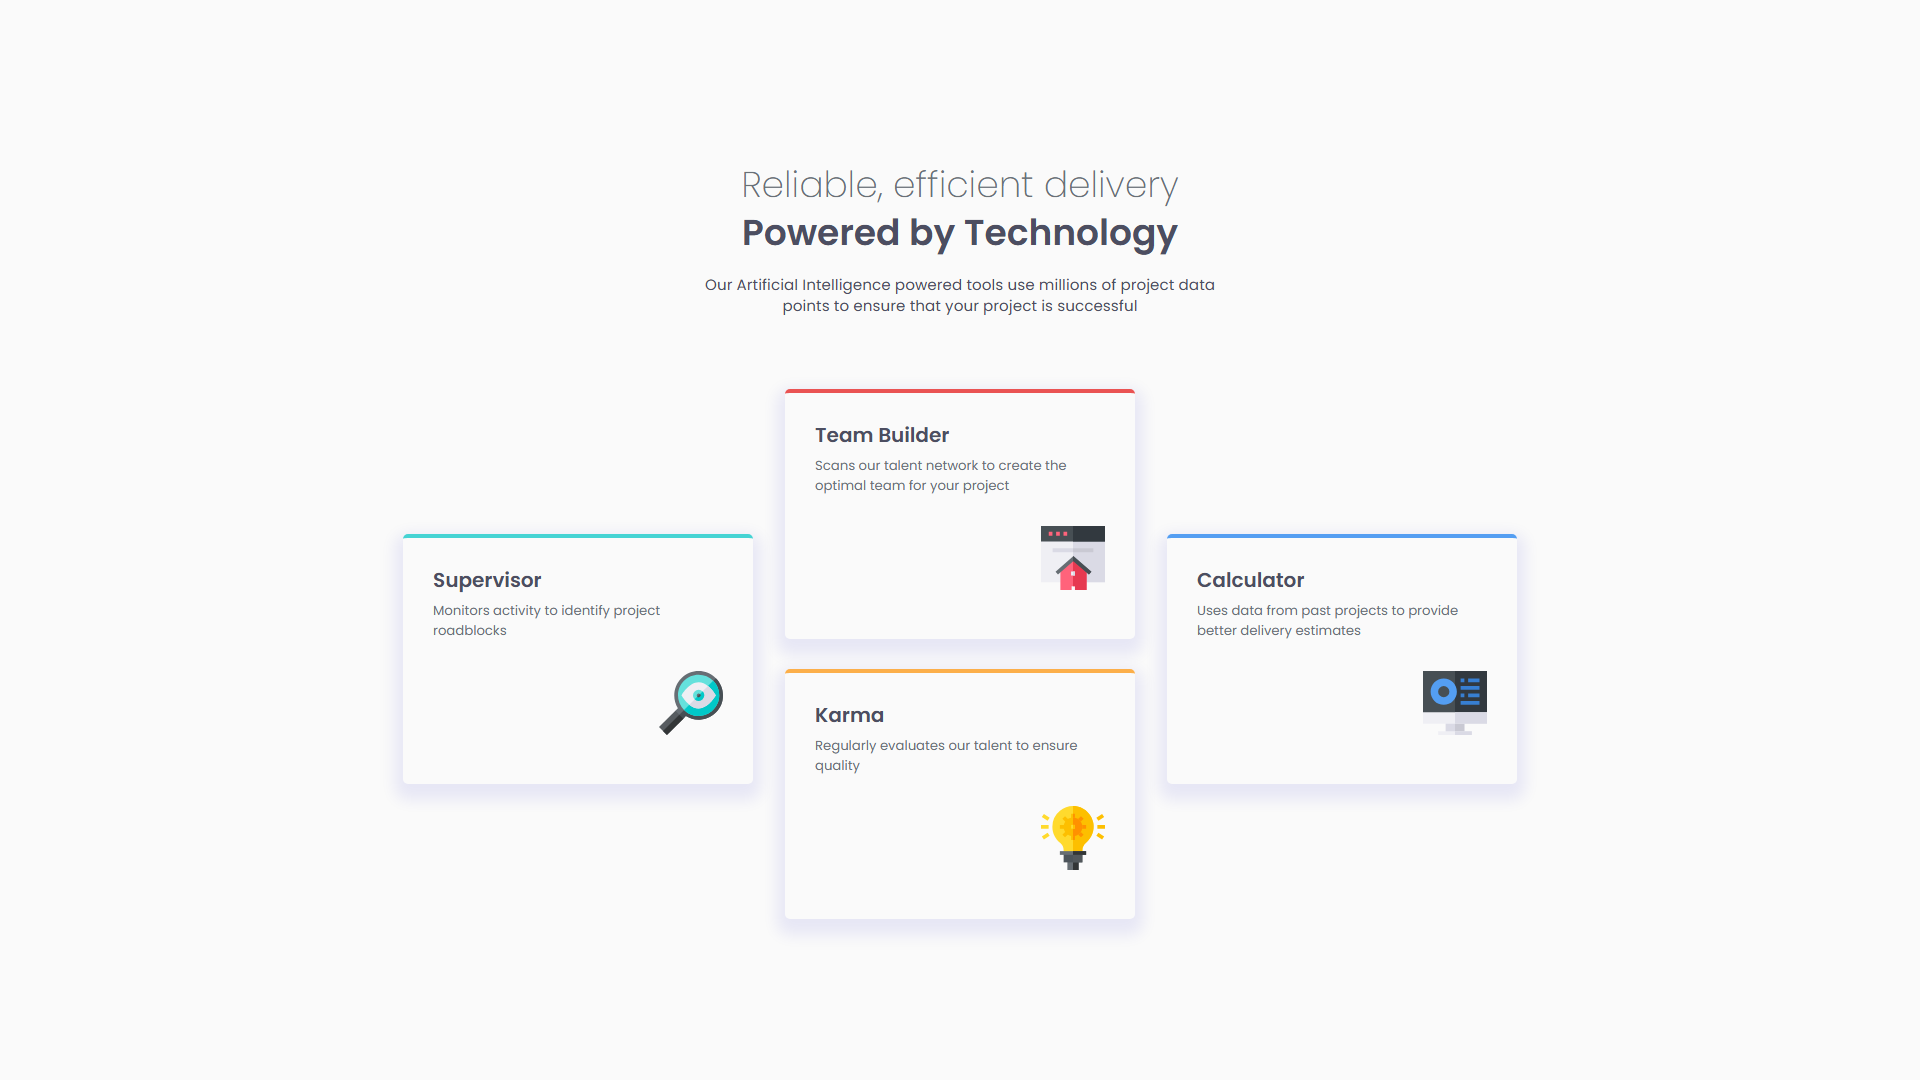 Reliable, efficient delivery
Powered by Technology
Our Artificial Intelligence powered tools use millions of project data
points to ensure that your project is successful
Team Builder
Scans our talent network to create the
optimal team for your project
Supervisor
Monitors activity to identify project
roadblocks
Calculator
Uses data from past projects to provide
better delivery estimates
Karma
Regularly evaluates our talent to ensure
quality